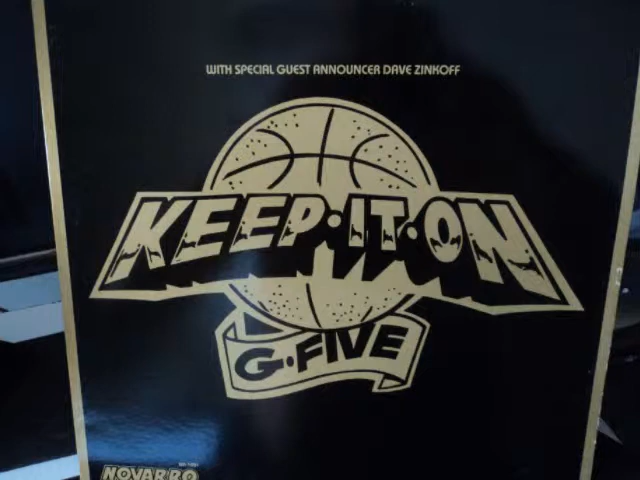 WITH SPECIAL GUEST ANNOUNCER DAVE ZINKOFF
KEEP·IT·ON
G·FIVE
NOVARRO